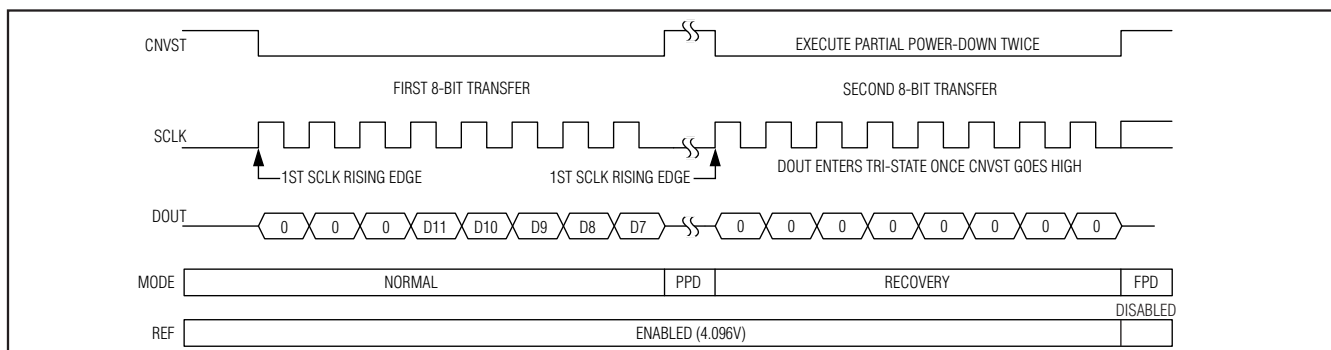 CNVST
EXECUTE PARTIAL POWER-DOWN TWICE
FIRST 8-BIT TRANSFER
SECOND 8-BIT TRANSFER
SCLK
1ST SCLK RISING EDGE
1ST SCLK RISING EDGE
DOUT ENTERS TRI-STATE ONCE CNVST GOES HIGH
DOUT
0 0 0 D11 D10 D9 D8 D7
0 0 0 0 0 0 0 0
MODE
NORMAL
PPD
RECOVERY
FPD
DISABLED
REF
ENABLED (4.096V)